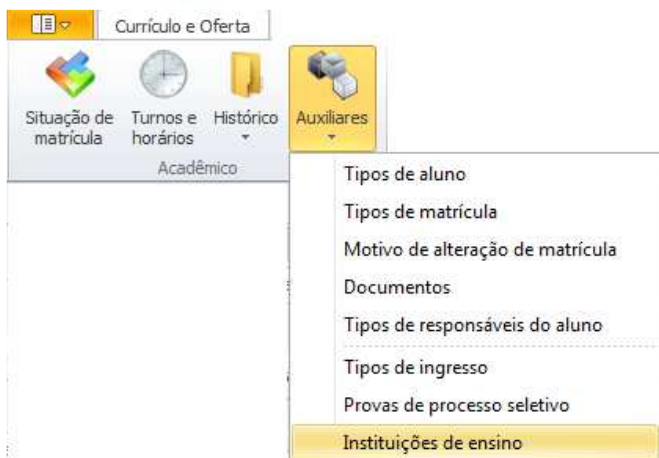 Currículo e Oferta
Situação de matrícula
Turnos e horários
Histórico
Auxiliares
Acadêmico
Tipos de aluno
Tipos de matrícula
Motivo de alteração de matrícula
Documentos
Tipos de responsáveis do aluno
Tipos de ingresso
Provas de processo seletivo
Instituições de ensino